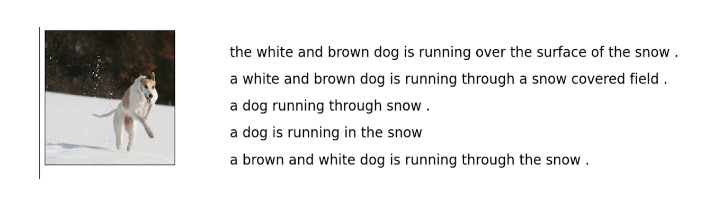 the white and brown dog is running over the surface of the snow .
a white and brown dog is running through a snow covered field .
a dog running through snow .
a dog is running in the snow
a brown and white dog is running through the snow .